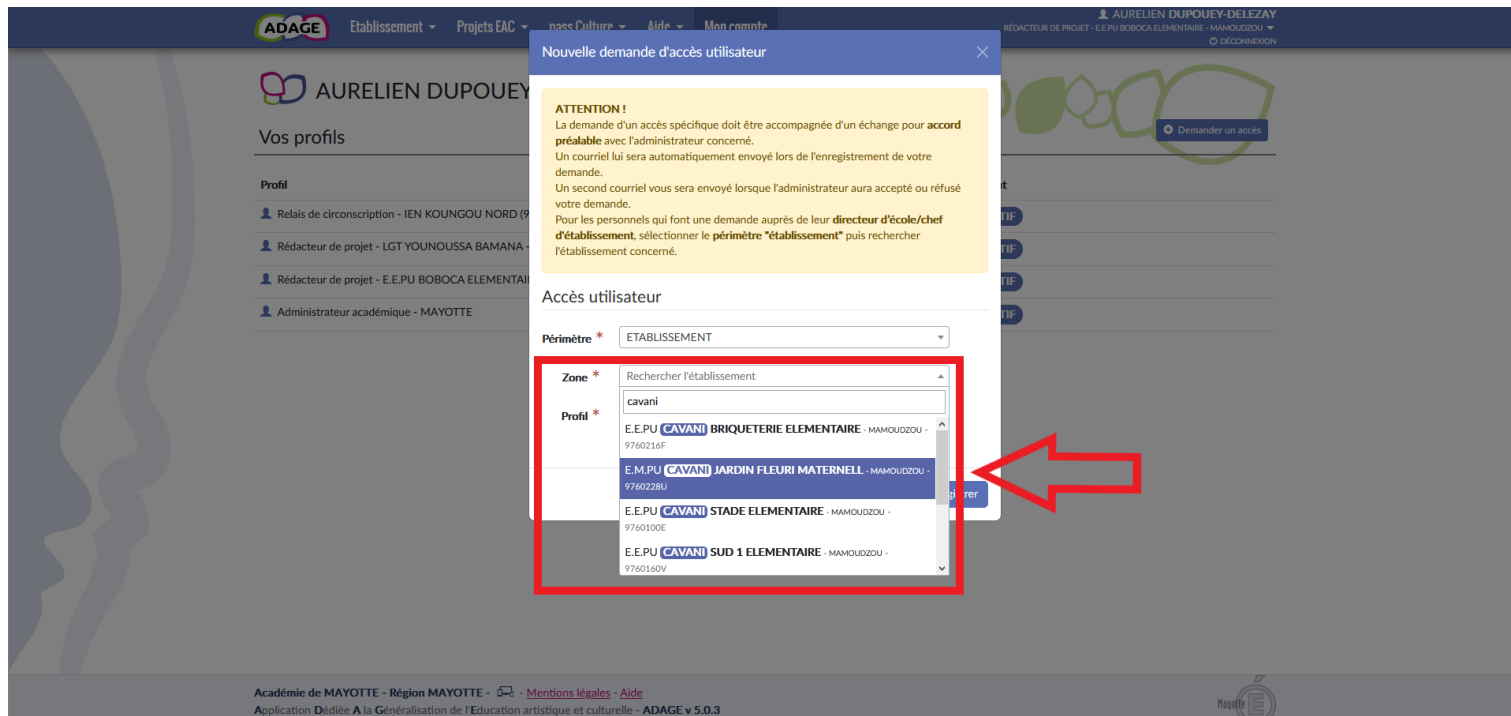 ADAGE Etablissement Projets EAC pass Culture Aide Mon compte
AURELIEN DUPOUEY-DELEZAY
RÉDACTEUR DE PROJET - E.E.PU BOBOCA ELEMENTAIRE - MAMOUDZOU
DÉCONNEXION
Nouvelle demande d'accès utilisateur
AURELIEN DUPOUEY
Vos profils
Demander un accès
ATTENTION !
La demande d'un accès spécifique doit être accompagnée d'un échange pour accord
préalable avec l'administrateur concerné.
Un courriel lui sera automatiquement envoyé lors de l'enregistrement de votre
demande.
Un second courriel vous sera envoyé lorsque l'administrateur aura accepté ou réfusé
votre demande.
Pour les personnels qui font une demande auprès de leur directeur d'école/chef
d'établissement, sélectionner le périmètre "établissement" puis rechercher
l'établissement concerné.
Profil
Relais de circonscription - IEN KOUNGOU NORD (9
Rédacteur de projet - LGT YOUNOUSSA BAMANA -
Rédacteur de projet - E.E.PU BOBOCA ELEMENTAI
Administrateur académique - MAYOTTE
Accès utilisateur
Périmètre * ETABLISSEMENT
Zone * Rechercher l'établissement
cavani
Profil *
E.E.PU CAVANI BRIQUETERIE ELEMENTAIRE - MAMOUDZOU -
9760216F
E.M.PU CAVANI JARDIN FLEURI MATERNELL - MAMOUDZOU -
9760228U
E.E.PU CAVANI STADE ELEMENTAIRE - MAMOUDZOU -
9760100E
E.E.PU CAVANI SUD 1 ELEMENTAIRE - MAMOUDZOU -
9760160V
Académie de MAYOTTE - Région MAYOTTE - - Mentions légales - Aide
Application Dédiée A la Généralisation de l'Education artistique et culturelle - ADAGE v 5.0.3
Mayotte